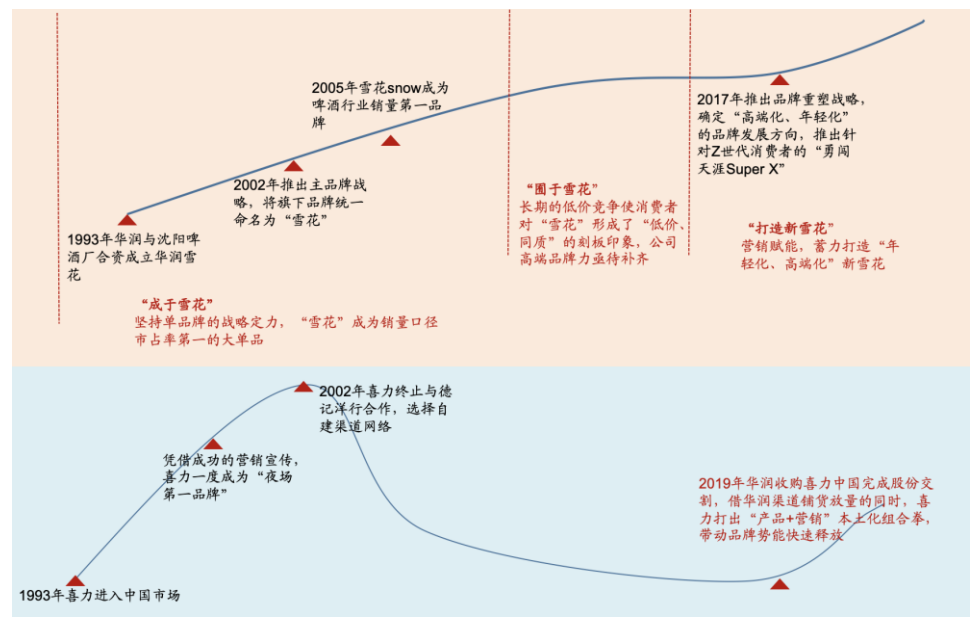 2005年雪花snow成为
啤酒行业销量第一品
牌
2002年推出主品牌战
略，将旗下品牌统一
命名为“雪花”
1993年华润与沈阳啤
酒厂合资成立华润雪
花
“成于雪花”
坚持单品牌的战略定力，“雪花”成为销量口径
市占率第一的大单品
“囿于雪花”
长期的低价竞争使消费者
对“雪花”形成了“低价、
同质”的刻板印象，公司
高端品牌力亟待补齐
2017年推出品牌重塑战略，
确定“高端化、年轻化”
的品牌发展方向，推出针
对Z世代消费者的“勇闯
天涯Super X”
“打造新雪花”
营销赋能，蓄力打造“年
轻化、高端化”新雪花
2002年喜力终止与德
记洋行合作，选择自
建渠道网络
凭借成功的营销宣传，
喜力一度成为“夜场
第一品牌”
1993年喜力进入中国市场
2019年华润收购喜力中国完成股份交
割，借华润渠道铺货放量的同时，喜
力打出“产品+营销”本土化组合拳，
带动品牌势能快速释放